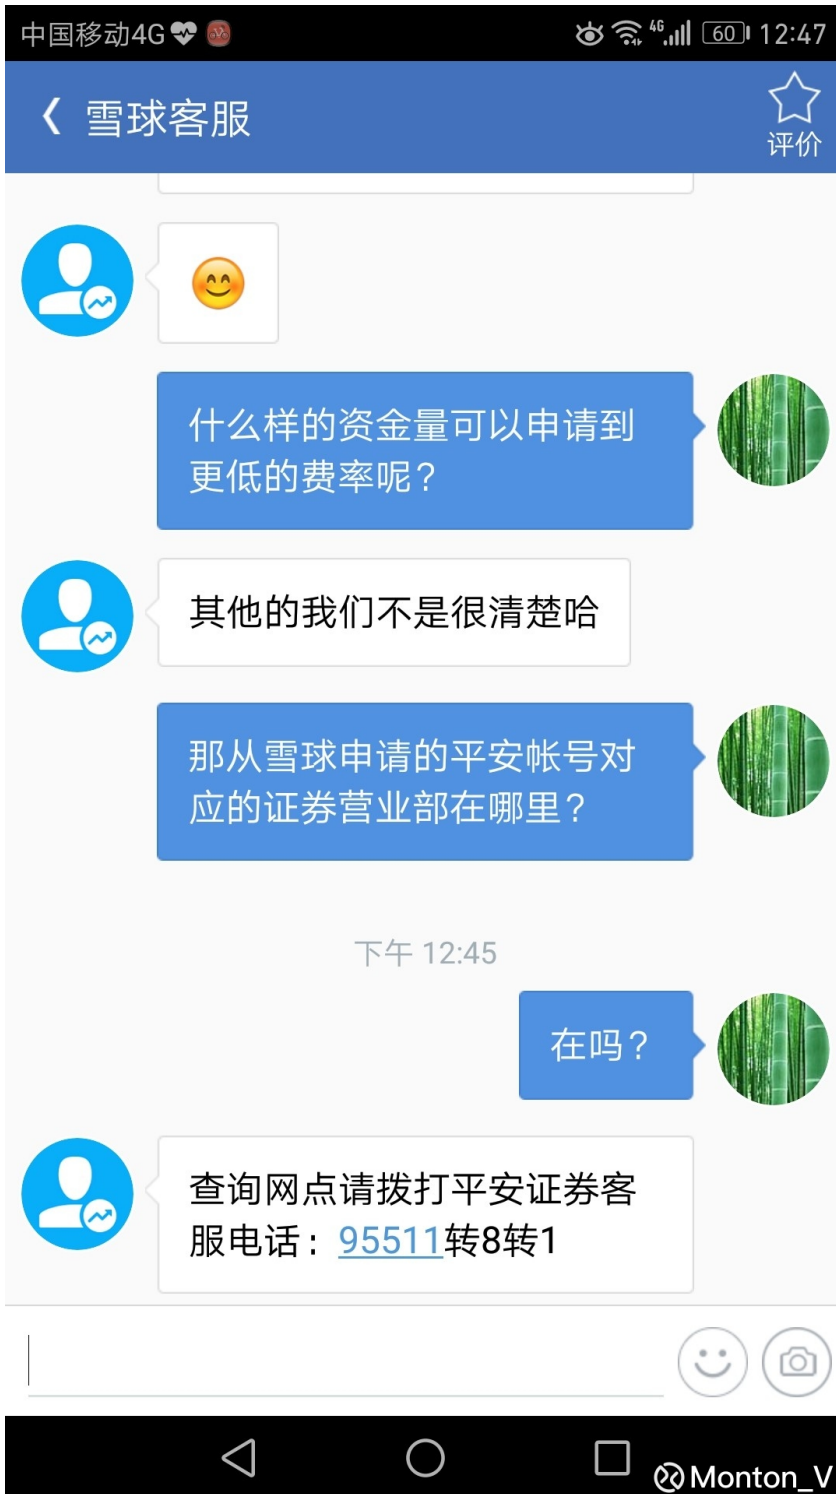 中国移动4G
4G
60
12:47
雪球客服
评价
什么样的资金量可以申请到
更低的费率呢？
其他的我们不是很清楚哈
那从雪球申请的平安帐号对
应的证券营业部在哪里？
下午 12:45
在吗？
查询网点请拨打平安证券客
服电话：95511转8转1
Monton_V